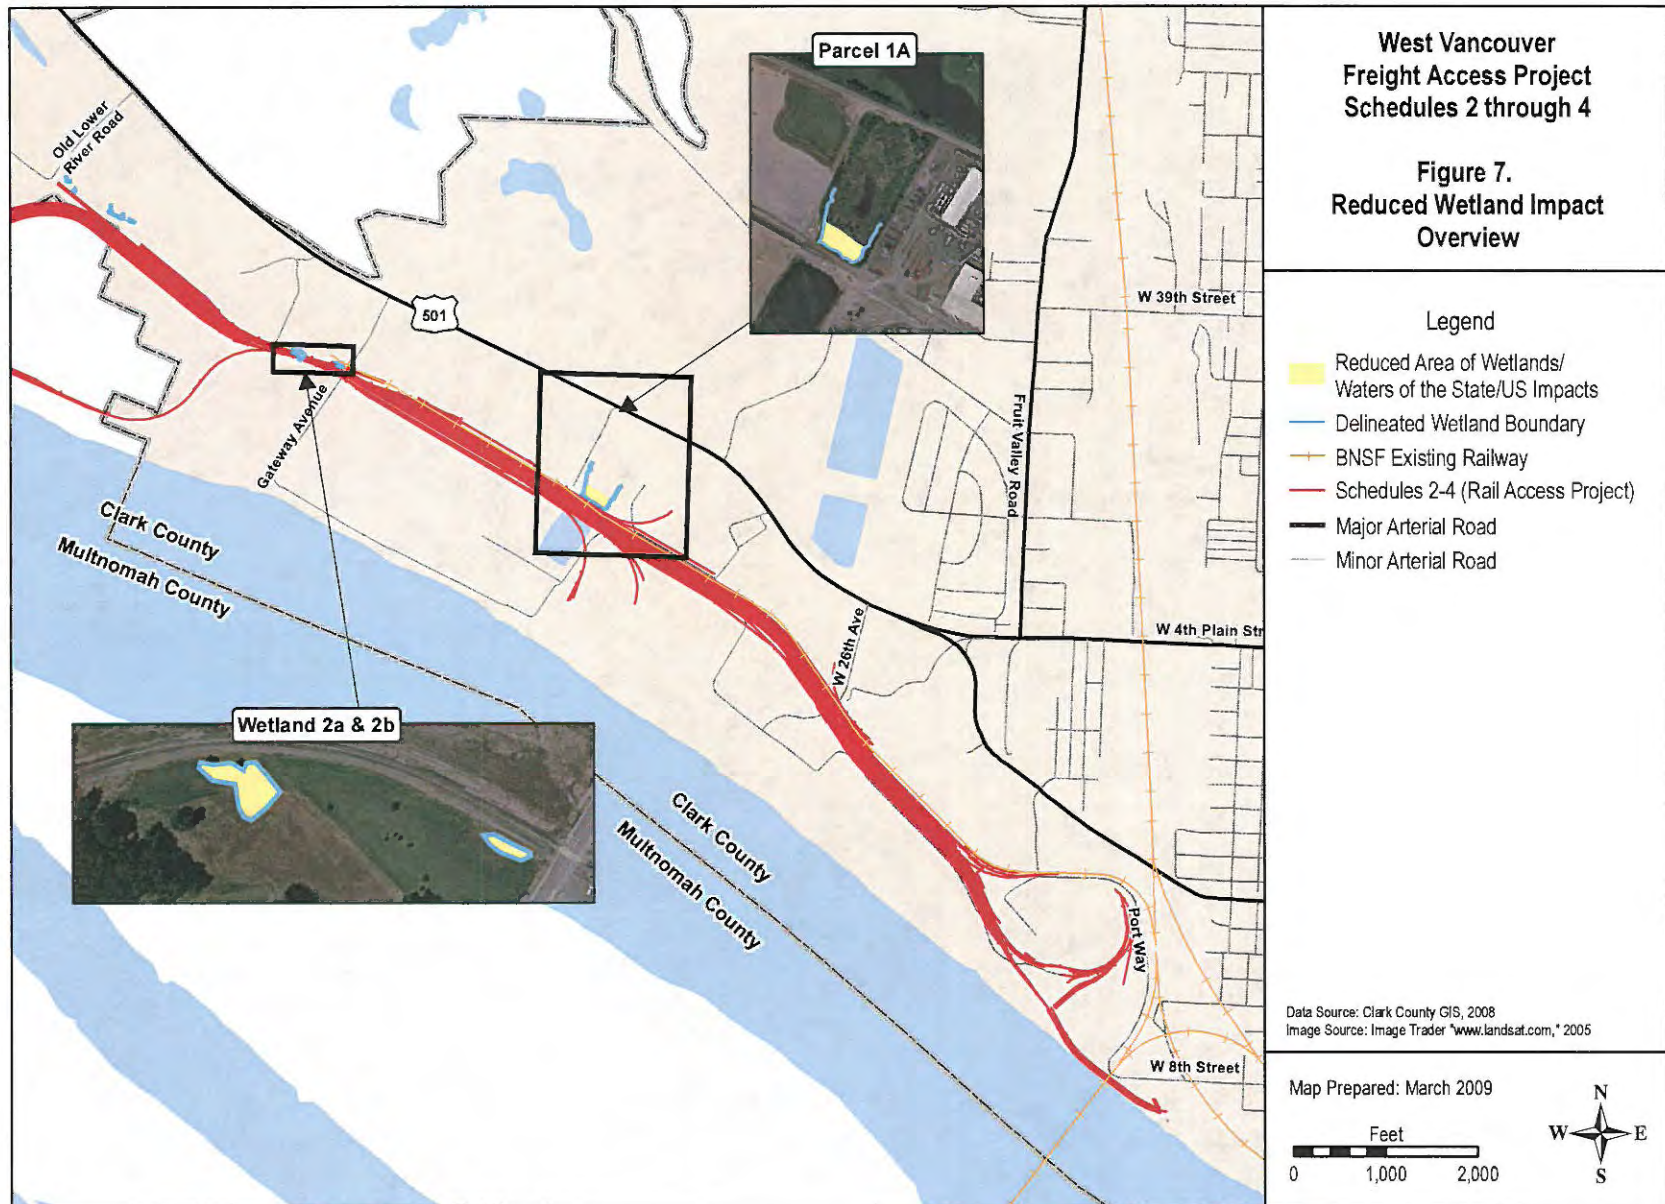 West Vancouver
Freight Access Project
Schedules 2 through 4
Figure 7.
Reduced Wetland Impact
Overview
Legend
Reduced Area of Wetlands/
Waters of the State/US Impacts
Delineated Wetland Boundary
BNSF Existing Railway
Schedules 2-4 (Rail Access Project)
Major Arterial Road
Minor Arterial Road
Data Source: Clark County GIS, 2008
Image Source: Image Trader "www.landsat.com," 2005
Map Prepared: March 2009
Feet
0 1,000 2,000
N
W E
S
Parcel 1A
Old Lower
River Road
501
W 39th Street
Fruit Valley Road
Gateway Avenue
Clark County
Multnomah County
W 26th Ave
W 4th Plain Str
Wetland 2a & 2b
Clark County
Multnomah County
Port Way
W 8th Street